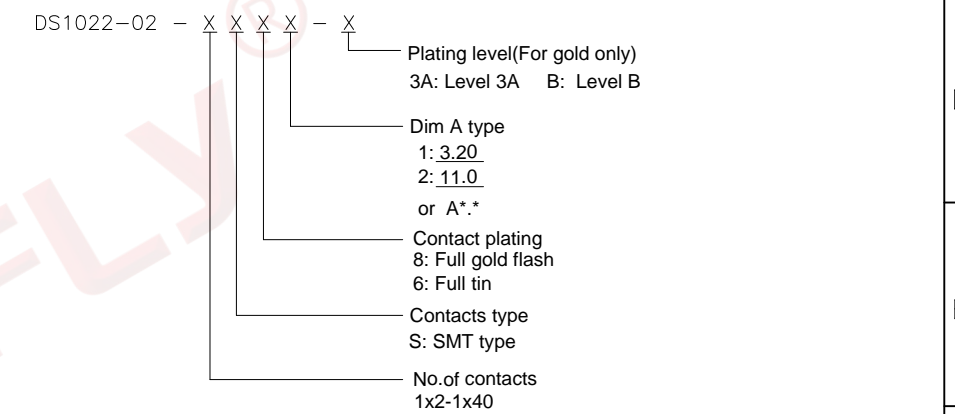 DS1022-02 - X X X X - X
Plating level(For gold only)
3A: Level 3A B: Level B
Dim A type
1: 3.20
2: 11.0
or A*.*
Contact plating
8: Full gold flash
6: Full tin
Contacts type
S: SMT type
No.of contacts
1x2-1x40
FLY
R